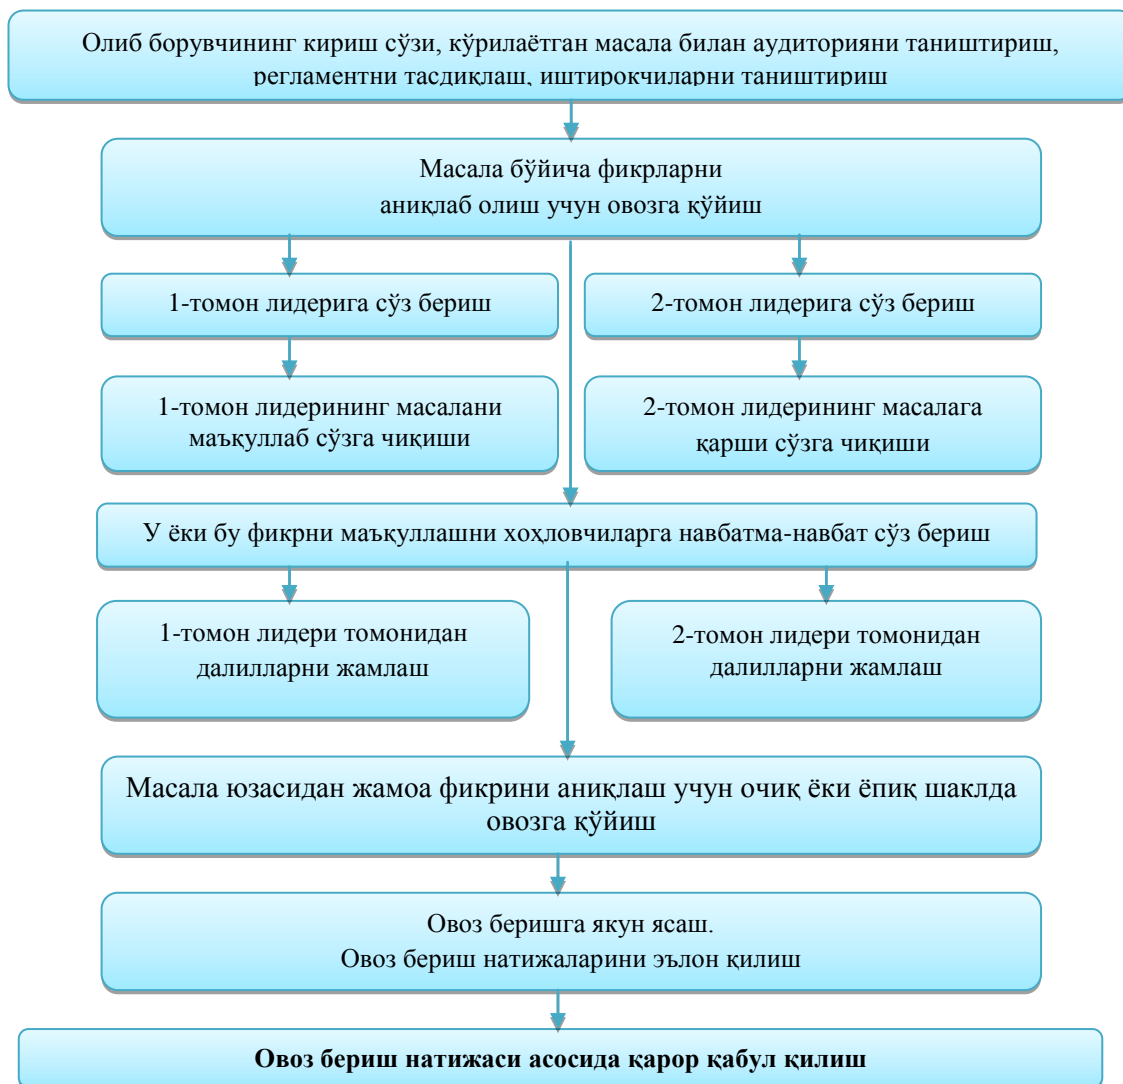 Олиб борувчининг кириш сўзи, кўрилаётган масала билан аудиторияни таништириш,
регламентни тасдиқлаш, иштирокчиларни таништириш
Масала бўйича фикрларни
аниқлаб олиш учун овозга қўйиш
1-томон лидерига сўз бериш
2-томон лидерига сўз бериш
1-томон лидерининг масалани
маъқуллаб сўзга чиқиши
2-томон лидерининг масалага
қарши сўзга чиқиши
У ёки бу фикрни маъқуллашни хоҳловчиларга навбатма-навбат сўз бериш
1-томон лидери томонидан
далилларни жамлаш
2-томон лидери томонидан
далилларни жамлаш
Масала юзасидан жамоа фикрини аниқлаш учун очиқ ёки ёпиқ шаклда
овозга қўйиш
Овоз беришга якун ясаш.
Овоз бериш натижаларини эълон қилиш
Овоз бериш натижаси асосида қарор қабул қилиш